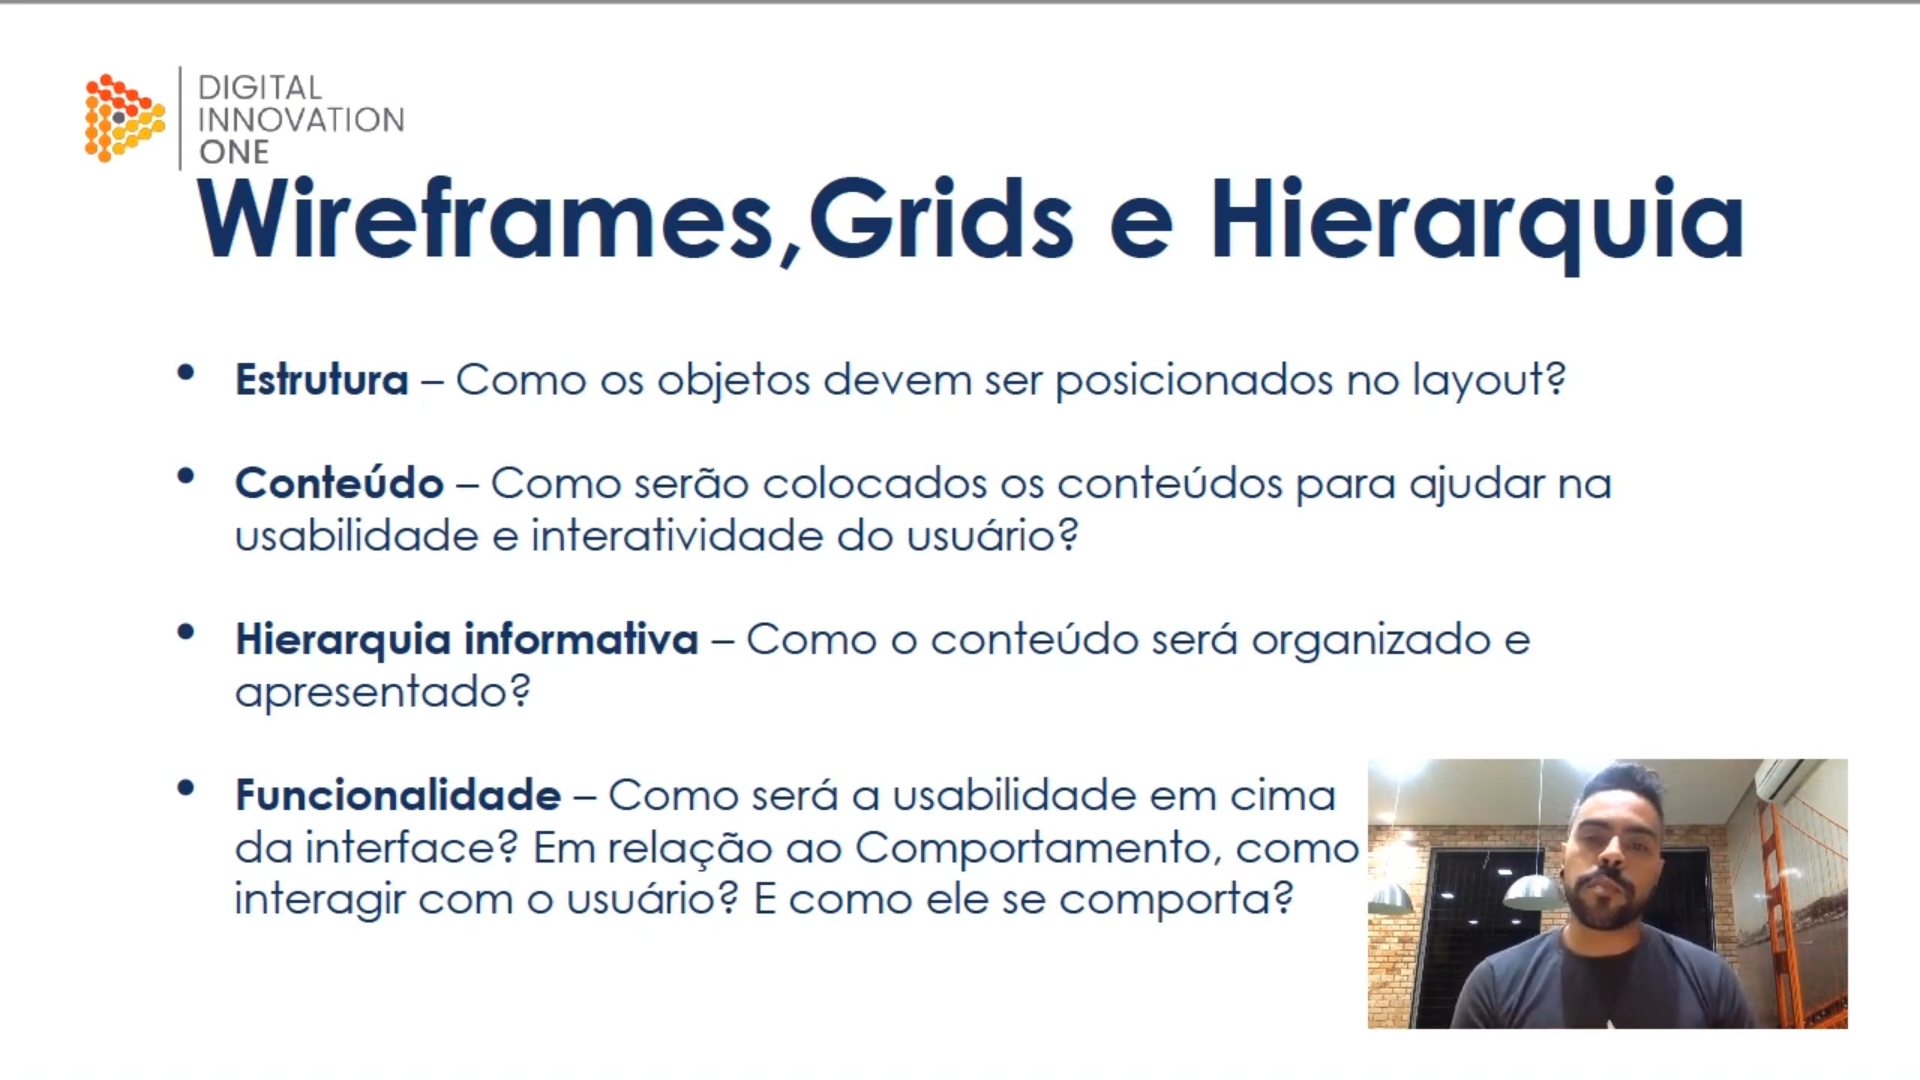 DIGITAL
INNOVATION
ONE
Wireframes,Grids e Hierarquia
• Estrutura – Como os objetos devem ser posicionados no layout?
• Conteúdo – Como serão colocados os conteúdos para ajudar na
usabilidade e interatividade do usuário?
• Hierarquia informativa – Como o conteúdo será organizado e
apresentado?
• Funcionalidade – Como será a usabilidade em cima
da interface? Em relação ao Comportamento, como
interagir com o usuário? E como ele se comporta?